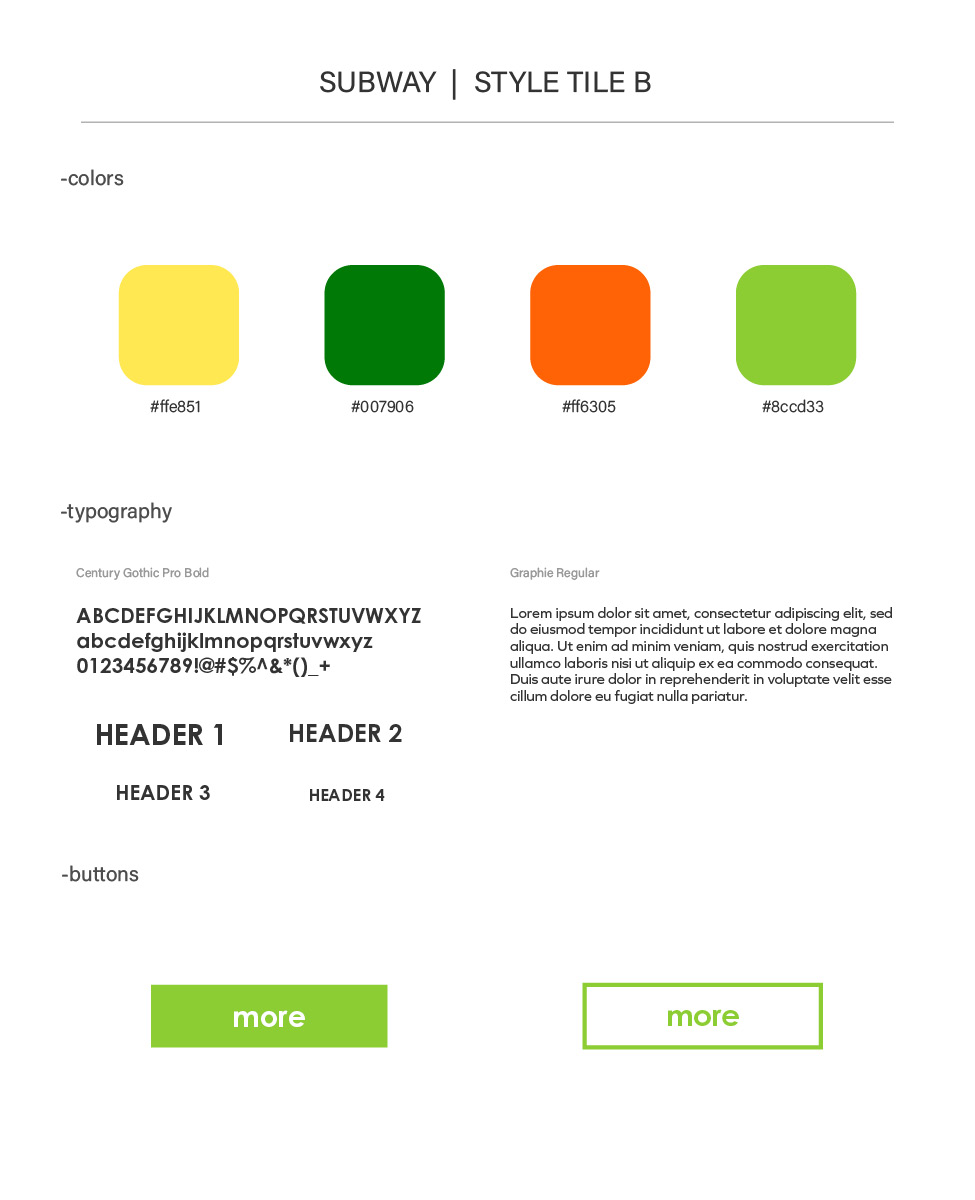 SUBWAY | STYLE TILE B
-colors
#ffe851
#007906
#ff6305
#8ccd33
-typography
Century Gothic Pro Bold
ABCDEFGHIJKLMNOPQRSTUVWXYZ
abcdefghijklmnopqrstuvwxyz
0123456789!@#$%^&*()_+
HEADER 1
HEADER 2
HEADER 3
HEADER 4
Graphie Regular
Lorem ipsum dolor sit amet, consectetur adipiscing elit, sed
do eiusmod tempor incididunt ut labore et dolore magna
aliqua. Ut enim ad minim veniam, quis nostrud exercitation
ullamco laboris nisi ut aliquip ex ea commodo consequat.
Duis aute irure dolor in reprehenderit in voluptate velit esse
cillum dolore eu fugiat nulla pariatur.
-buttons
more
more